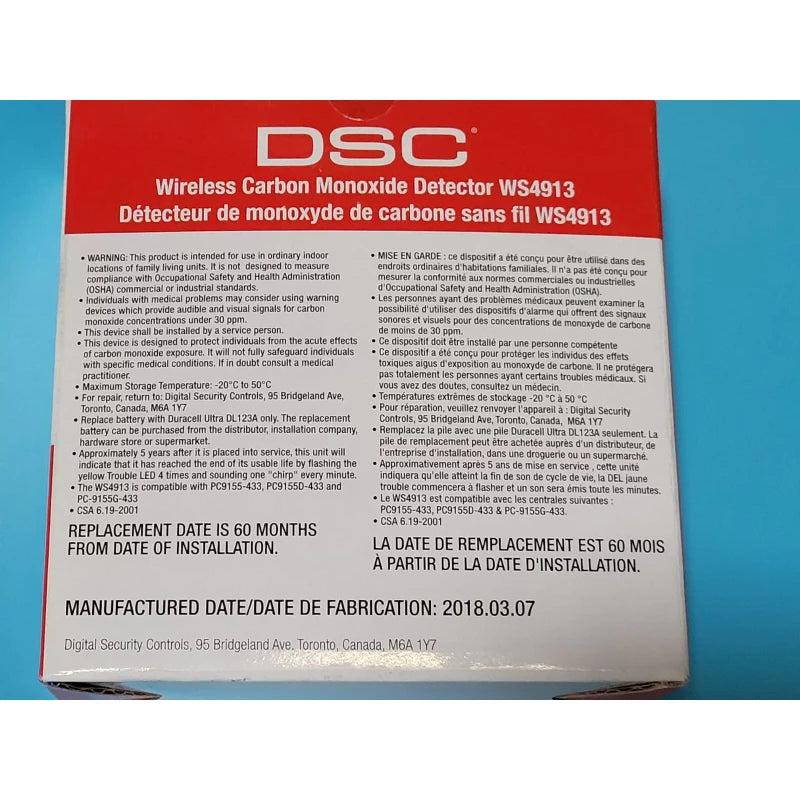 DSC
Wireless Carbon Monoxide Detector WS4913
Détecteur de monoxyde de carbone sans fil WS4913
• WARNING: This product is intended for use in ordinary indoor
locations of family living units. It is not designed to measure
compliance with Occupational Safety and Health Administration
(OSHA) commercial or industrial standards.
• Individuals with medical problems may consider using warning
devices which provide audible and visual signals for carbon
monoxide concentrations under 30 ppm.
• This device shall be installed by a service person.
• This device is designed to protect individuals from the acute effects
of carbon monoxide exposure. It will not fully safeguard individuals
with specific medical conditions. If in doubt consult a medical
practitioner.
• Maximum Storage Temperature: -20°C to 50°C
• For repair, return to: Digital Security Controls, 95 Bridgeland Ave,
Toronto, Canada, M6A 1Y7
• Replace battery with Duracell Ultra DL123A only. The replacement
battery can be purchased from the distributor, installation company,
hardware store or supermarket.
• Approximately 5 years after it is placed into service, this unit will
indicate that it has reached the end of its usable life by flashing the
yellow Trouble LED 4 times and sounding one "chirp" every minute.
• The WS4913 is compatible with PC9155-433, PC9155D-433 and
PC-9155G-433
• CSA 6.19-2001
REPLACEMENT DATE IS 60 MONTHS
FROM DATE OF INSTALLATION.
• MISE EN GARDE : ce dispositif a été conçu pour être utilisé dans des
endroits ordinaires d'habitations familiales. Il n'a pas été conçu pour
mesurer la conformité aux normes commerciales ou industrielles
d'Occupational Safety and Health Administration (OSHA).
• Les personnes ayant des problèmes médicaux peuvent examiner la
possibilité d'utiliser des dispositifs d'alarme qui offrent des signaux
sonores et visuels pour des concentrations de monoxyde de carbone
de moins de 30 ppm.
• Ce dispositif doit être installé par une personne compétente
• Ce dispositif a été conçu pour protéger les individus des effets
toxiques aigus d'exposition au monoxyde de carbone. Il ne protégera
pas totalement les personnes ayant certains troubles médicaux. Si
vous avez des doutes, consultez un médecin.
• Températures extrêmes de stockage -20 °C à 50 °C
• Pour réparation, veuillez renvoyer l'appareil à : Digital Security
Controls, 95 Bridgeland Ave, Toronto, Canada, M6A 1Y7
• Remplacez la pile avec une pile Duracell Ultra DL123A seulement. La
pile de remplacement peut être achetée auprès d'un distributeur, de
l'entreprise d'installation, dans une droguerie ou un supermarché.
• Approximativement après 5 ans de mise en service , cette unité
indiquera qu'elle atteint la fin de son cycle de vie, la DEL jaune
trouble commencera à flasher et un son sera émis toute les minutes.
• Le WS4913 est compatible avec les centrales suivantes :
PC9155-433, PC9155D-433 & PC-9155G-433.
• CSA 6.19-2001
LA DATE DE REMPLACEMENT EST 60 MOIS
À PARTIR DE LA DATE D'INSTALLATION.
MANUFACTURED DATE/DATE DE FABRICATION: 2018.03.07
Digital Security Controls, 95 Bridgeland Ave. Toronto, Canada, M6A 1Y7